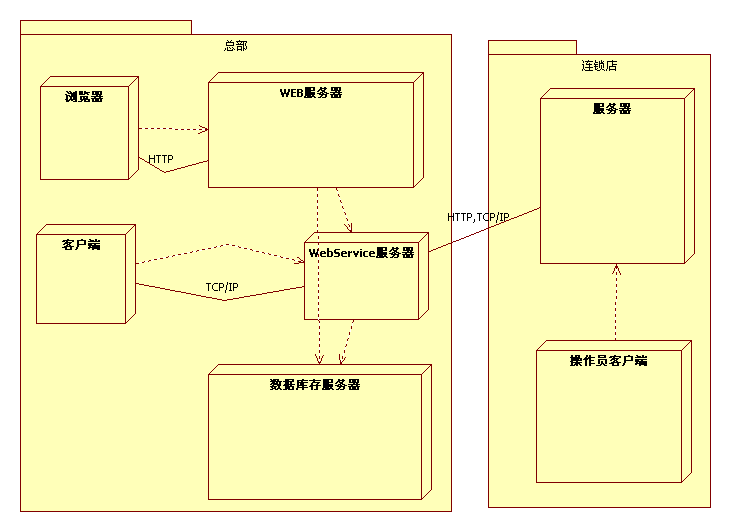 总部
连锁店
浏览器
WEB服务器
服务器
HTTP
HTTP,TCP/IP
客户端
WebService服务器
TCP/IP
操作员客户端
数据库存服务器